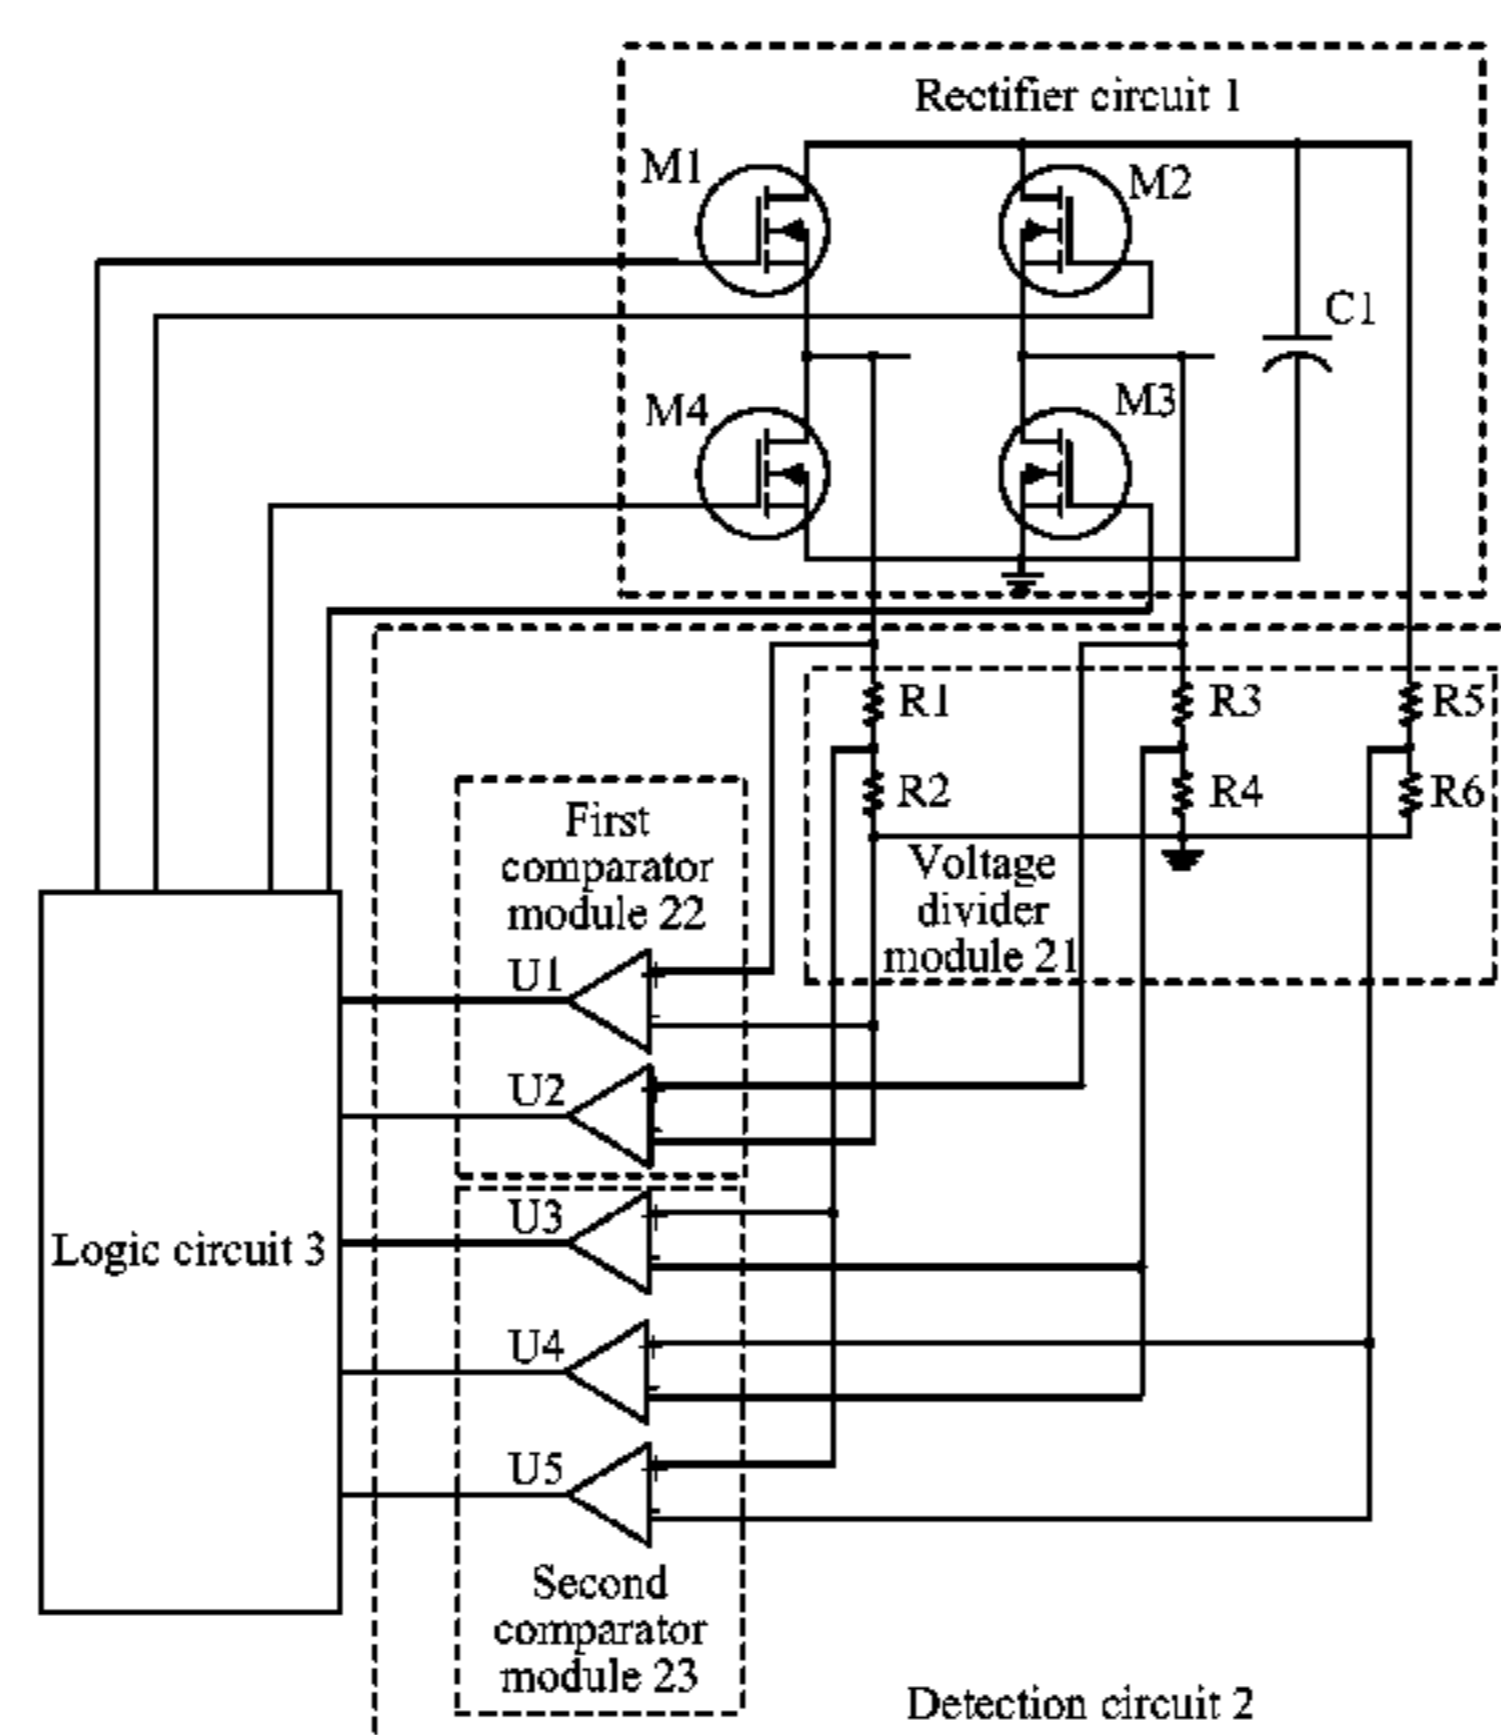 Rectifier circuit 1
M1
M2
C1
M4
M3
R1
R3
R5
R2
R4
R6
First
comparator
module 22
Voltage
divider
module 21
U1
U2
U3
Logic circuit 3
U4
U5
Second
comparator
module 23
Detection circuit 2